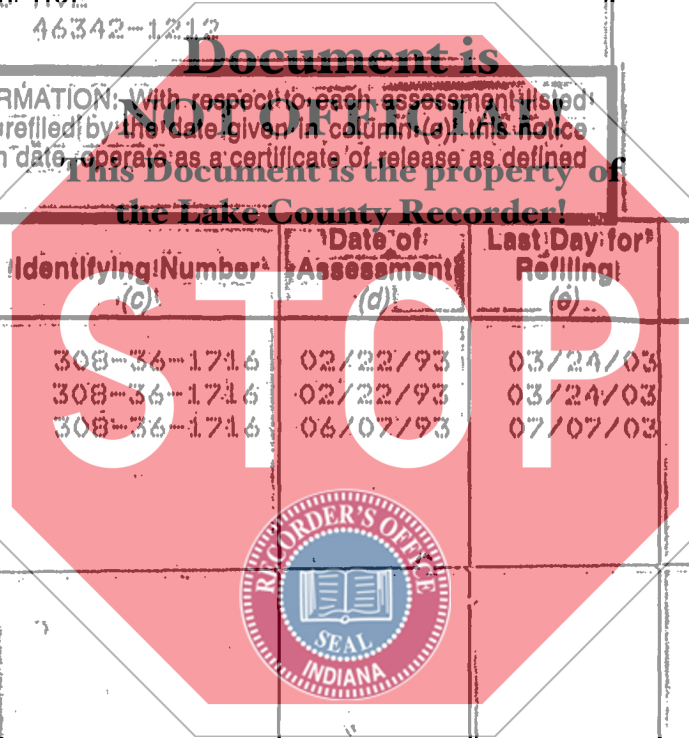 46342-1212
Document is
RMATION: With respect to each assessment listed
NOT OFFICIAL!
refiled by the date given in column (e), this notice
n date, operate as a certificate of release as defined
This Document is the property of
the Lake County Recorder!
Identifying Number
(c)
Date of
Assessment
(d)
Last Day for
Refiling
(e)
308-36-1716 02/22/93 03/24/03
308-36-1716 02/22/93 03/24/03
308-36-1716 06/07/93 07/07/03
STOP
RECORDER'S OFFICE
SEAL
INDIANA